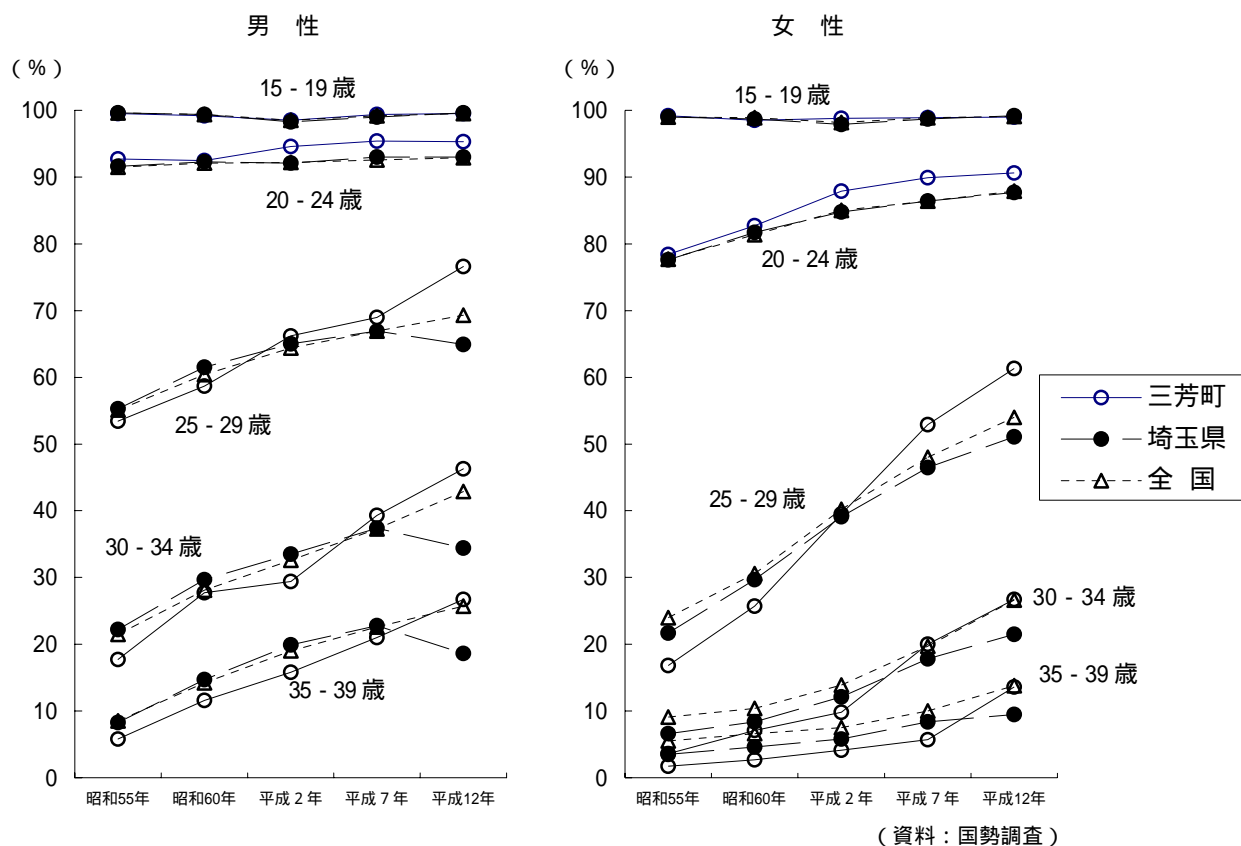 男 性
（％）
15 - 19 歳
100
90
20 - 24 歳
80
70
60
25 - 29 歳
50
40
30 - 34 歳
30
20
35 - 39 歳
10
0
昭和55年 昭和60年 平成 2 年 平成 7 年 平成12年
女 性
（％）
15 - 19 歳
100
90
20 - 24 歳
80
70
60
50
25 - 29 歳
40
30
30 - 34 歳
20
35 - 39 歳
10
0
昭和55年 昭和60年 平成 2 年 平成 7 年 平成12年
三芳町
埼玉県
全 国
（ 資料 : 国勢調査 ）